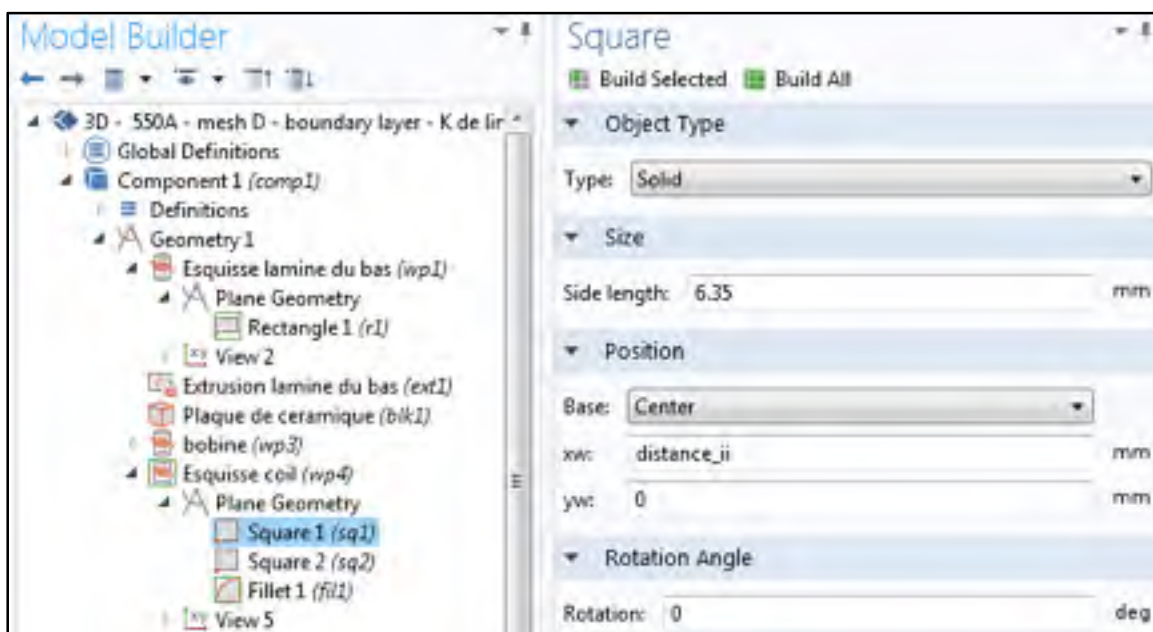 Model Builder
3D - 550A - mesh D - boundary layer - K de lir
Global Definitions
Component 1 (comp1)
Definitions
Geometry 1
Esquisse lamine du bas (wp1)
Plane Geometry
Rectangle 1 (r1)
View 2
Extrusion lamine du bas (ext1)
Plaque de ceramique (blk1)
bobine (wp3)
Esquisse coil (wp4)
Plane Geometry
Square 1 (sq1)
Square 2 (sq2)
Fillet 1 (fil1)
View 5
Square
Build Selected Build All
Object Type
Type: Solid
Size
Side length: 6.35 mm
Position
Base: Center
xw: distance_ii mm
yw: 0 mm
Rotation Angle
Rotation: 0 deg